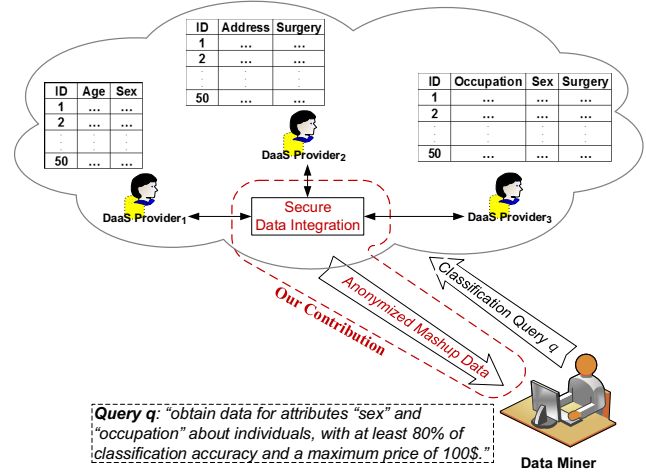 ID Address Surgery
1 ... ...
2 ... ...
50 ... ...
DaaS Provider2
ID Age Sex
1 ... ...
2 ... ...
50 ... ...
DaaS Provider1
ID Occupation Sex Surgery
1 ... ... ...
2 ... ... ...
50 ... ... ...
DaaS Provider3
Secure
Data Integration
Our Contribution
Anonymized Mashup Data
Classification Query q
Query q: “obtain data for attributes “sex” and
“occupation” about individuals, with at least 80% of
classification accuracy and a maximum price of 100$.”
Data Miner